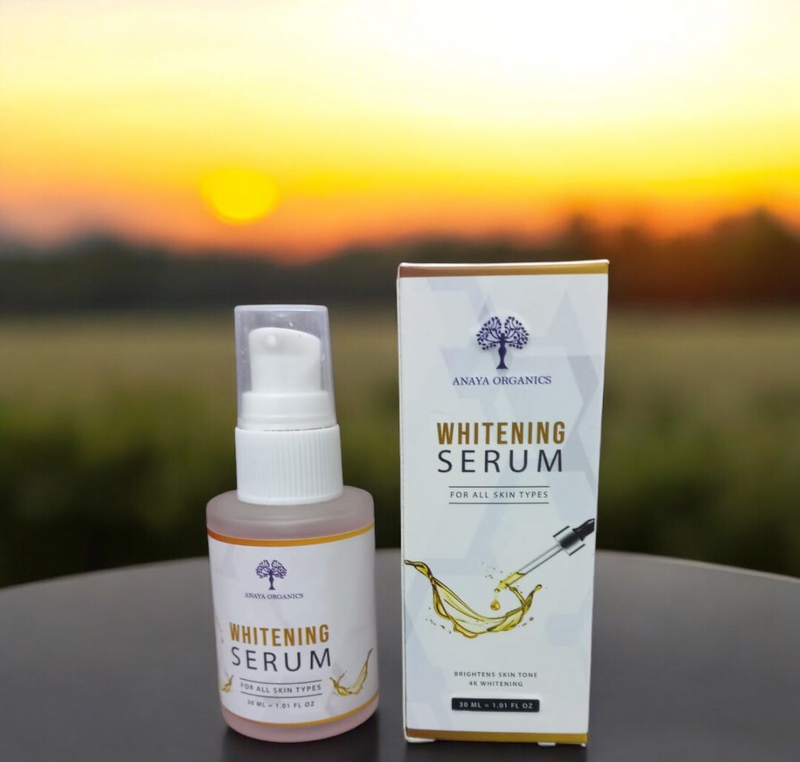 ANAYA ORGANICS
WHITENING
SERUM
FOR ALL SKIN TYPES
30 ML = 1.01 FL OZ
ANAYA ORGANICS
WHITENING
SERUM
FOR ALL SKIN TYPES
BRIGHTENS SKIN TONE
4K WHITENING
30 ML = 1.01 FL OZ